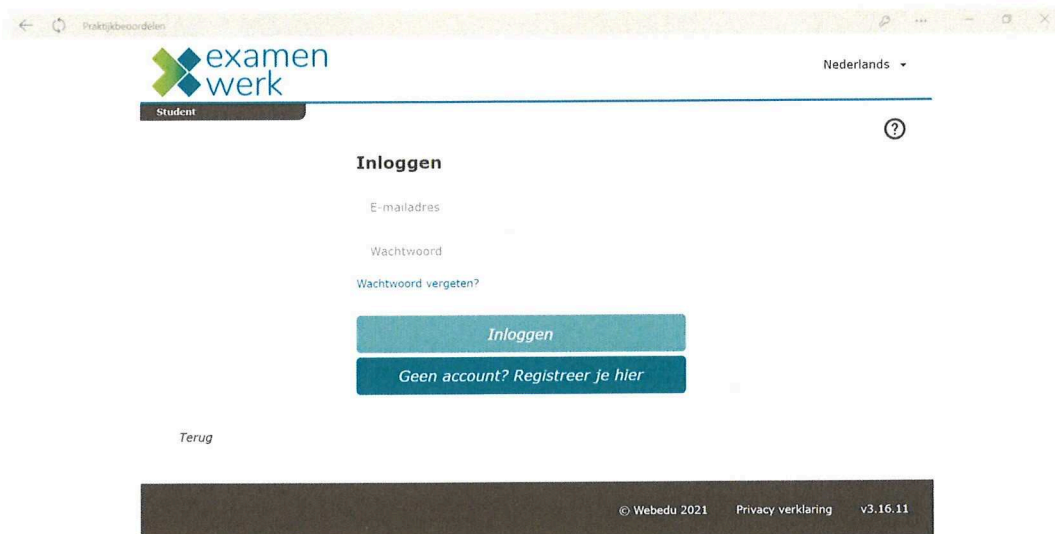 Praktijkbeoordelen
examen
werk
Nederlands
Student
Inloggen
E-mailadres
Wachtwoord
Wachtwoord vergeten?
Inloggen
Geen account? Registreer je hier
Terug
© Webedu 2021 Privacy verklaring v3.16.11